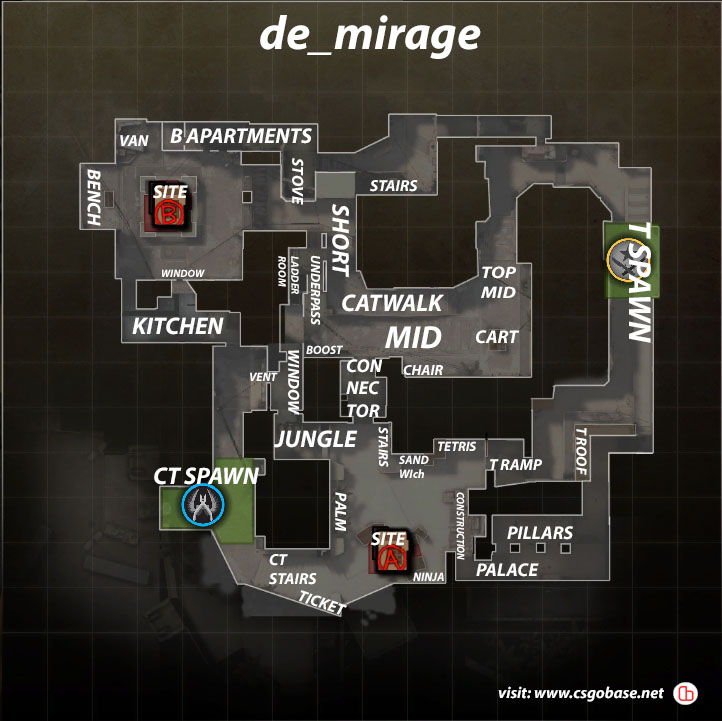 de_mirage
VAN
B APARTMENTS
BENCH
SITE
B
STOVE
STAIRS
SHORT
T SPAWN
WINDOW
LADDER
ROOM
UNDERPASS
TOP
MID
CATWALK
KITCHEN
MID
CART
BOOST
VENT
WINDOW
CON
NEC
TOR
CHAIR
JUNGLE
STAIRS
TETRIS
SAND
WIch
T RAMP
T ROOF
CT SPAWN
PALM
CONSTRUCTION
PILLARS
SITE
A
CT
STAIRS
NINJA
PALACE
TICKET
visit: www.csgobase.net